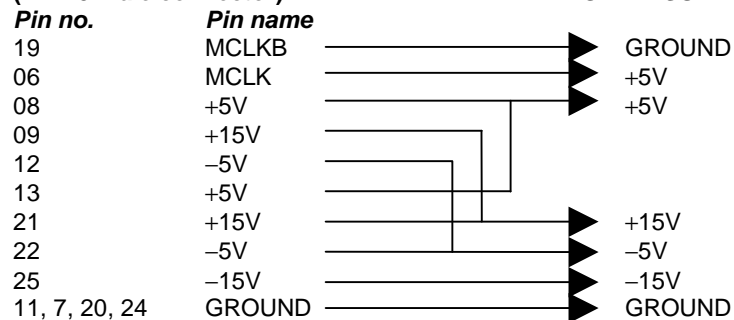 Pin no. Pin name
19 MCLKB GROUND
06 MCLK +5V
08 +5V +5V
09 +15V
12 −5V
13 +5V
21 +15V +15V
22 −5V −5V
25 −15V −15V
11, 7, 20, 24 GROUND GROUND